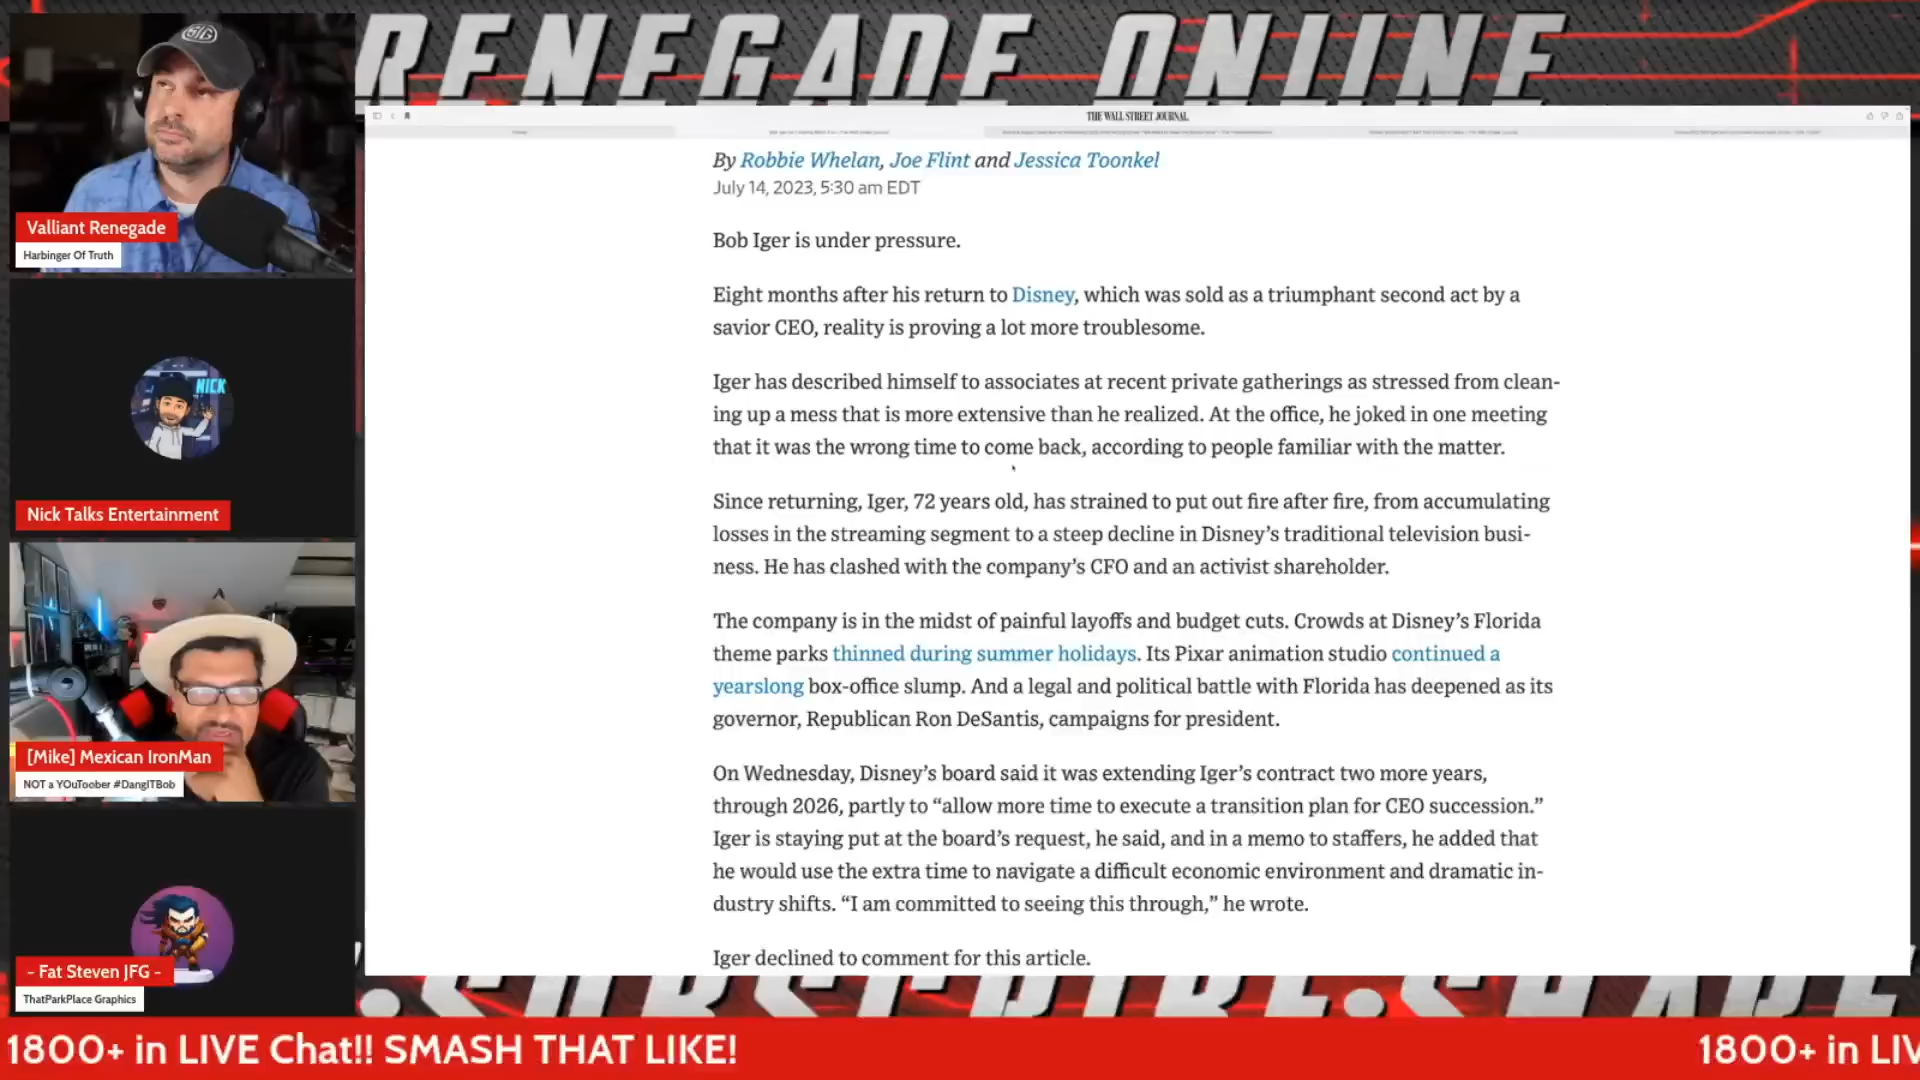 RENEGADE ONLINE
THE WALL STREET JOURNAL.
By Robbie Whelan, Joe Flint and Jessica Toonkel
July 14, 2023, 5:30 am EDT
Bob Iger is under pressure.
Eight months after his return to Disney, which was sold as a triumphant second act by a
savior CEO, reality is proving a lot more troublesome.
Iger has described himself to associates at recent private gatherings as stressed from clean-
ing up a mess that is more extensive than he realized. At the office, he joked in one meeting
that it was the wrong time to come back, according to people familiar with the matter.
Since returning, Iger, 72 years old, has strained to put out fire after fire, from accumulating
losses in the streaming segment to a steep decline in Disney’s traditional television busi-
ness. He has clashed with the company’s CFO and an activist shareholder.
The company is in the midst of painful layoffs and budget cuts. Crowds at Disney’s Florida
theme parks thinned during summer holidays. Its Pixar animation studio continued a
yearslong box-office slump. And a legal and political battle with Florida has deepened as its
governor, Republican Ron DeSantis, campaigns for president.
On Wednesday, Disney’s board said it was extending Iger’s contract two more years,
through 2026, partly to “allow more time to execute a transition plan for CEO succession.”
Iger is staying put at the board’s request, he said, and in a memo to staffers, he added that
he would use the extra time to navigate a difficult economic environment and dramatic in-
dustry shifts. “I am committed to seeing this through,” he wrote.
Iger declined to comment for this article.
Valliant Renegade
Harbinger Of Truth
NICK
Nick Talks Entertainment
[Mike] Mexican IronMan
NOT a YOuToober #DangITBob
- Fat Steven JFG -
ThatParkPlace Graphics
1800+ in LIVE Chat!! SMASH THAT LIKE!
1800+ in LIV